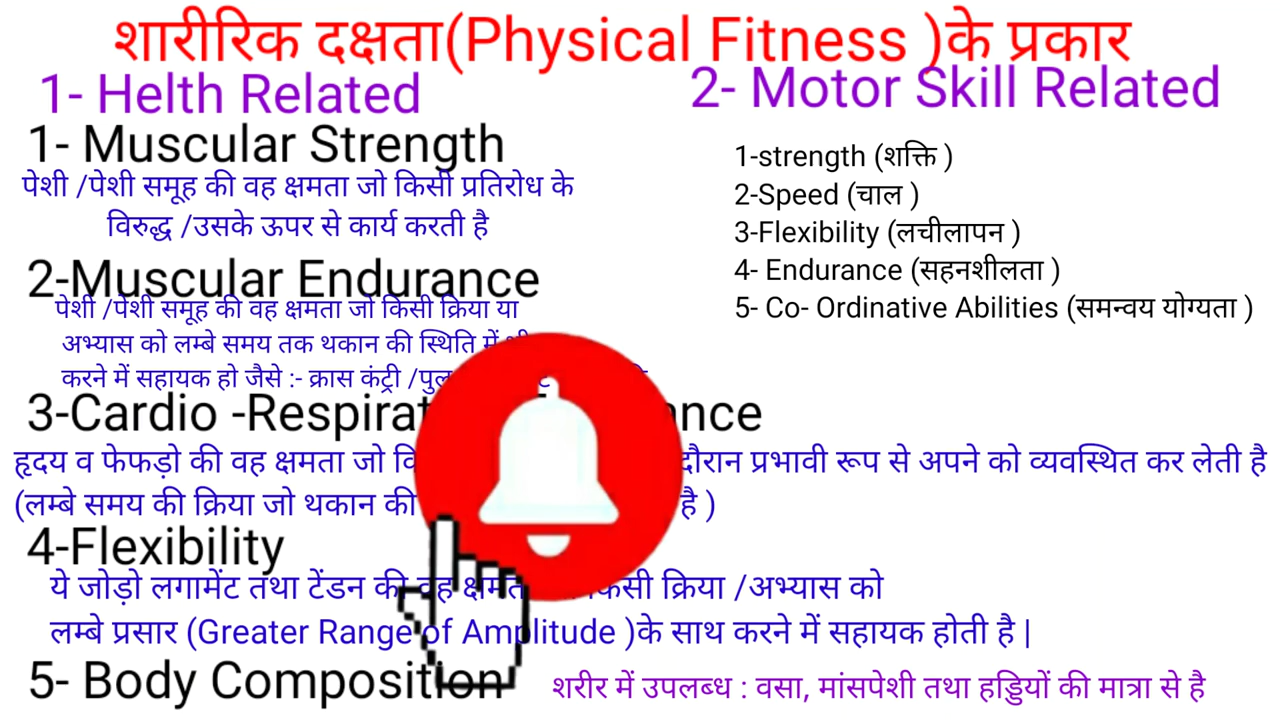 शारीरिक दक्षता(Physical Fitness )के प्रकार
1- Helth Related
1- Muscular Strength
पेशी /पेशी समूह की वह क्षमता जो किसी प्रतिरोध के
विरुद्ध /उसके ऊपर से कार्य करती है
2-Muscular Endurance
पेशी /पेशी समूह की वह क्षमता जो किसी क्रिया या
अभ्यास को लम्बे समय तक थकान की स्थिति में
करने में सहायक हो जैसे :- क्रास कंट्री
3-Cardio
हृदय व फेफड़ो की वह क्षमता जो दौरान प्रभावी रूप से अपने को व्यवस्थित कर लेती है
(लम्बे समय की क्रिया जो थकान की है )
4-Flexibility
ये जोड़ो लगामेंट तथा टेंडन की वह किसी क्रिया /अभ्यास को
लम्बे प्रसार (Greater Range of Amplitude )के साथ करने में सहायक होती है |
5- Body Composition शरीर में उपलब्ध : वसा, मांसपेशी तथा हड्डियों की मात्रा से है
2- Motor Skill Related
1-strength (शक्ति )
2-Speed (चाल )
3-Flexibility (लचीलापन )
4- Endurance (सहनशीलता )
5- Co- Ordinative Abilities (समन्वय योग्यता )